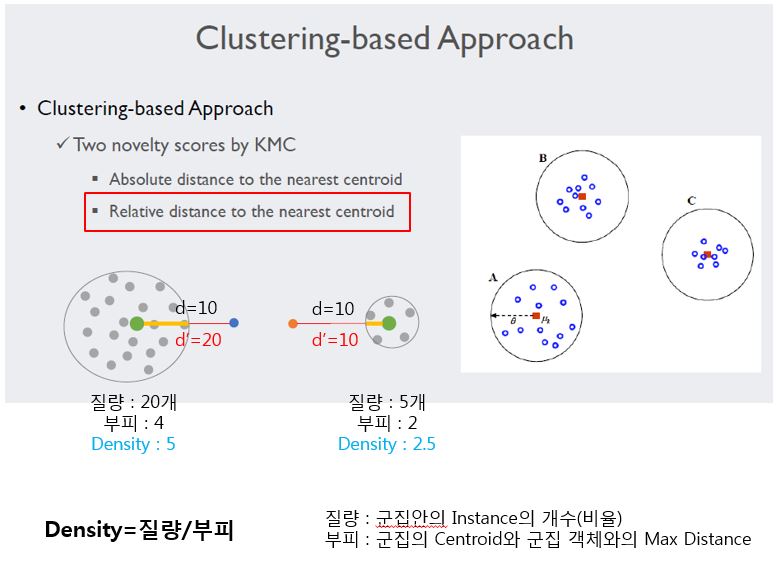 Clustering-based Approach
• Clustering-based Approach
✓ Two novelty scores by KMC
▪ Absolute distance to the nearest centroid
▪ Relative distance to the nearest centroid
B
C
A
θ
μk
d=10
d'=20
d=10
d'=10
질량 : 20개
부피 : 4
Density : 5
질량 : 5개
부피 : 2
Density : 2.5
Density=질량/부피
질량 : 군집안의 Instance의 개수(비율)
부피 : 군집의 Centroid와 군집 객체와의 Max Distance